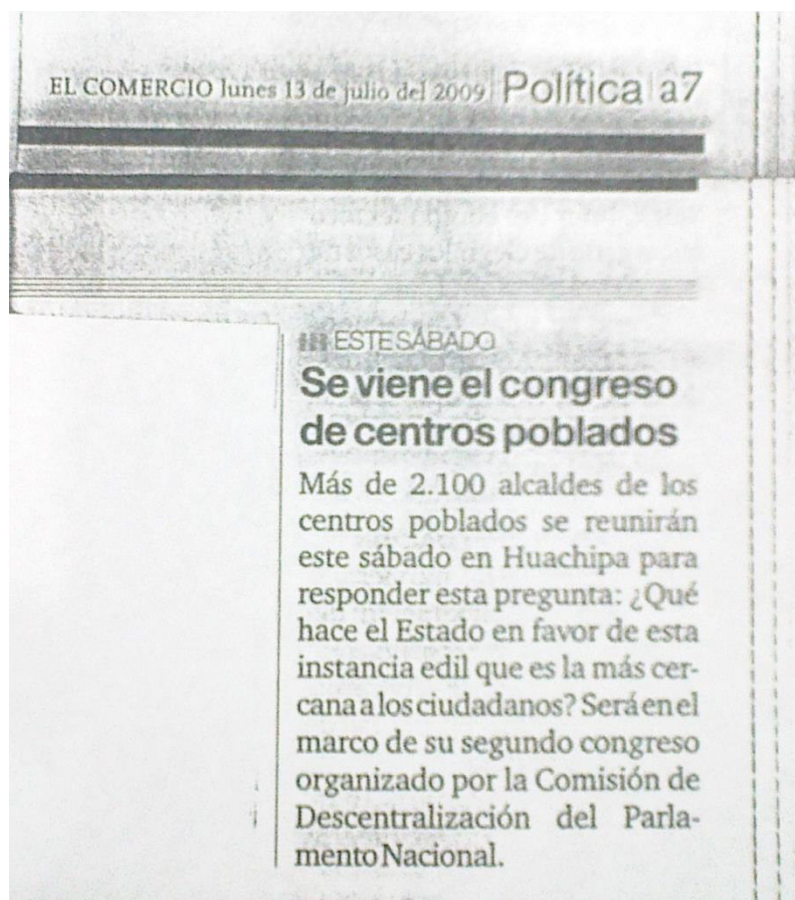 EL COMERCIO lunes 13 de julio del 2009 Política a7
ESTE SÁBADO
Se viene el congreso
de centros poblados
Más de 2.100 alcaldes de los
centros poblados se reunirán
este sábado en Huachipa para
responder esta pregunta: ¿Qué
hace el Estado en favor de esta
instancia edil que es la más cer-
cana a los ciudadanos? Será en el
marco de su segundo congreso
organizado por la Comisión de
Descentralización del Parla-
mento Nacional.